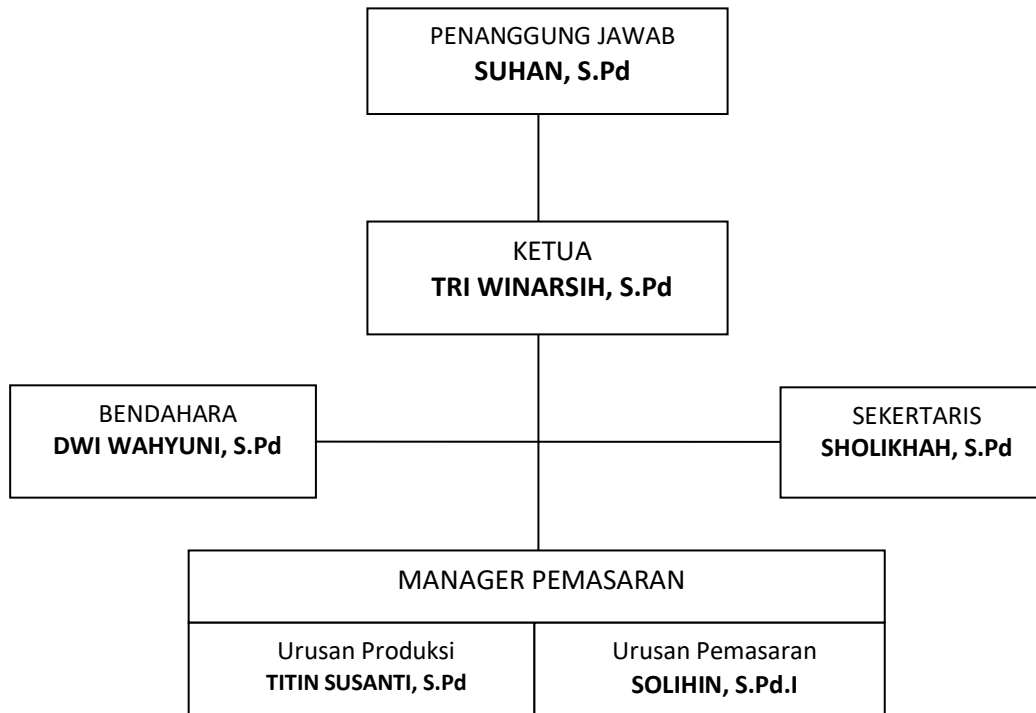 PENANGGUNG JAWAB
SUHAN, S.Pd
KETUA
TRI WINARSIH, S.Pd
BENDAHARA
DWI WAHYUNI, S.Pd
SEKERTARIS
SHOLIKHAH, S.Pd
MANAGER PEMASARAN
Urusan Produksi
TITIN SUSANTI, S.Pd
Urusan Pemasaran
SOLIHIN, S.Pd.I